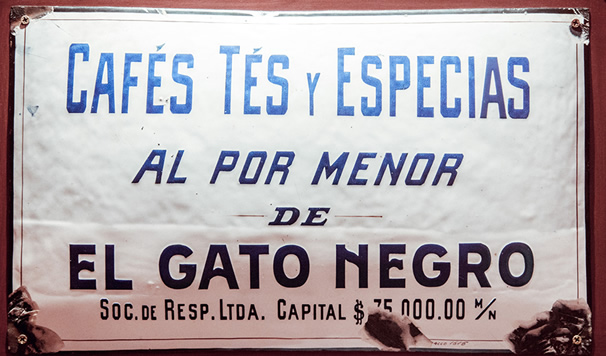 CAFÉS TÉS Y ESPECIAS
AL POR MENOR
DE
EL GATO NEGRO
SOC. DE RESP. LTDA. CAPITAL $ 75 000.00 M/N